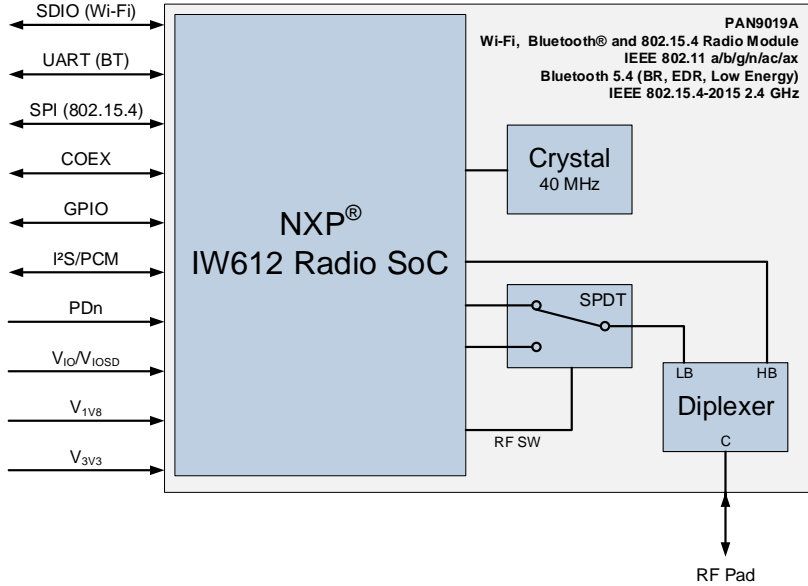 SDIO (Wi-Fi)
UART (BT)
SPI (802.15.4)
COEX
GPIO
I²S/PCM
PDn
VIO/VIOSD
V1V8
V3V3
NXP®
IW612 Radio SoC
PAN9019A
Wi-Fi, Bluetooth® and 802.15.4 Radio Module
IEEE 802.11 a/b/g/n/ac/ax
Bluetooth 5.4 (BR, EDR, Low Energy)
IEEE 802.15.4-2015 2.4 GHz
Crystal
40 MHz
SPDT
RF SW
LB HB
Diplexer
C
RF Pad